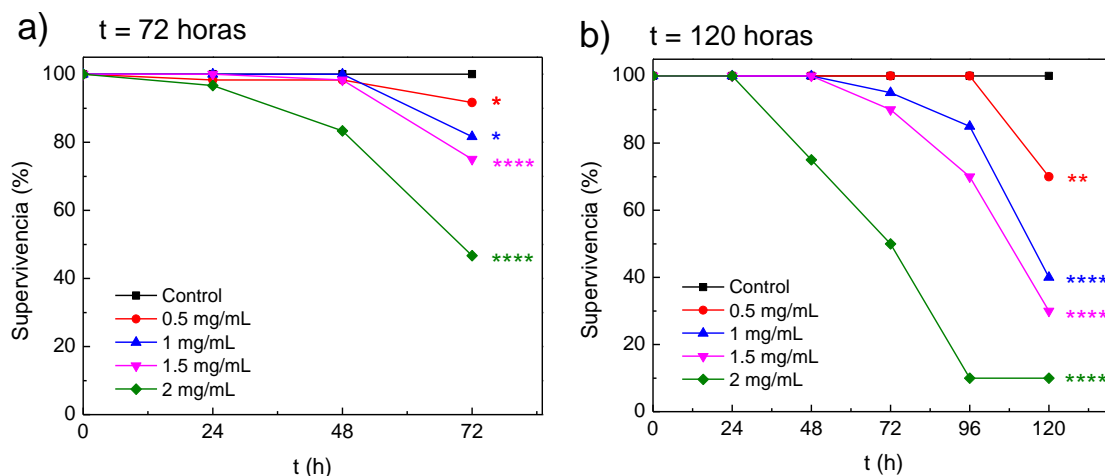 a) t = 72 horas
100
80
60
40
20
0
Supervivencia (%)
*
*
****
****
Control
0.5 mg/mL
1 mg/mL
1.5 mg/mL
2 mg/mL
0 24 48 72
t (h)
b) t = 120 horas
100
80
60
40
20
0
Supervivencia (%)
**
****
****
****
Control
0.5 mg/mL
1 mg/mL
1.5 mg/mL
2 mg/mL
0 24 48 72 96 120
t (h)